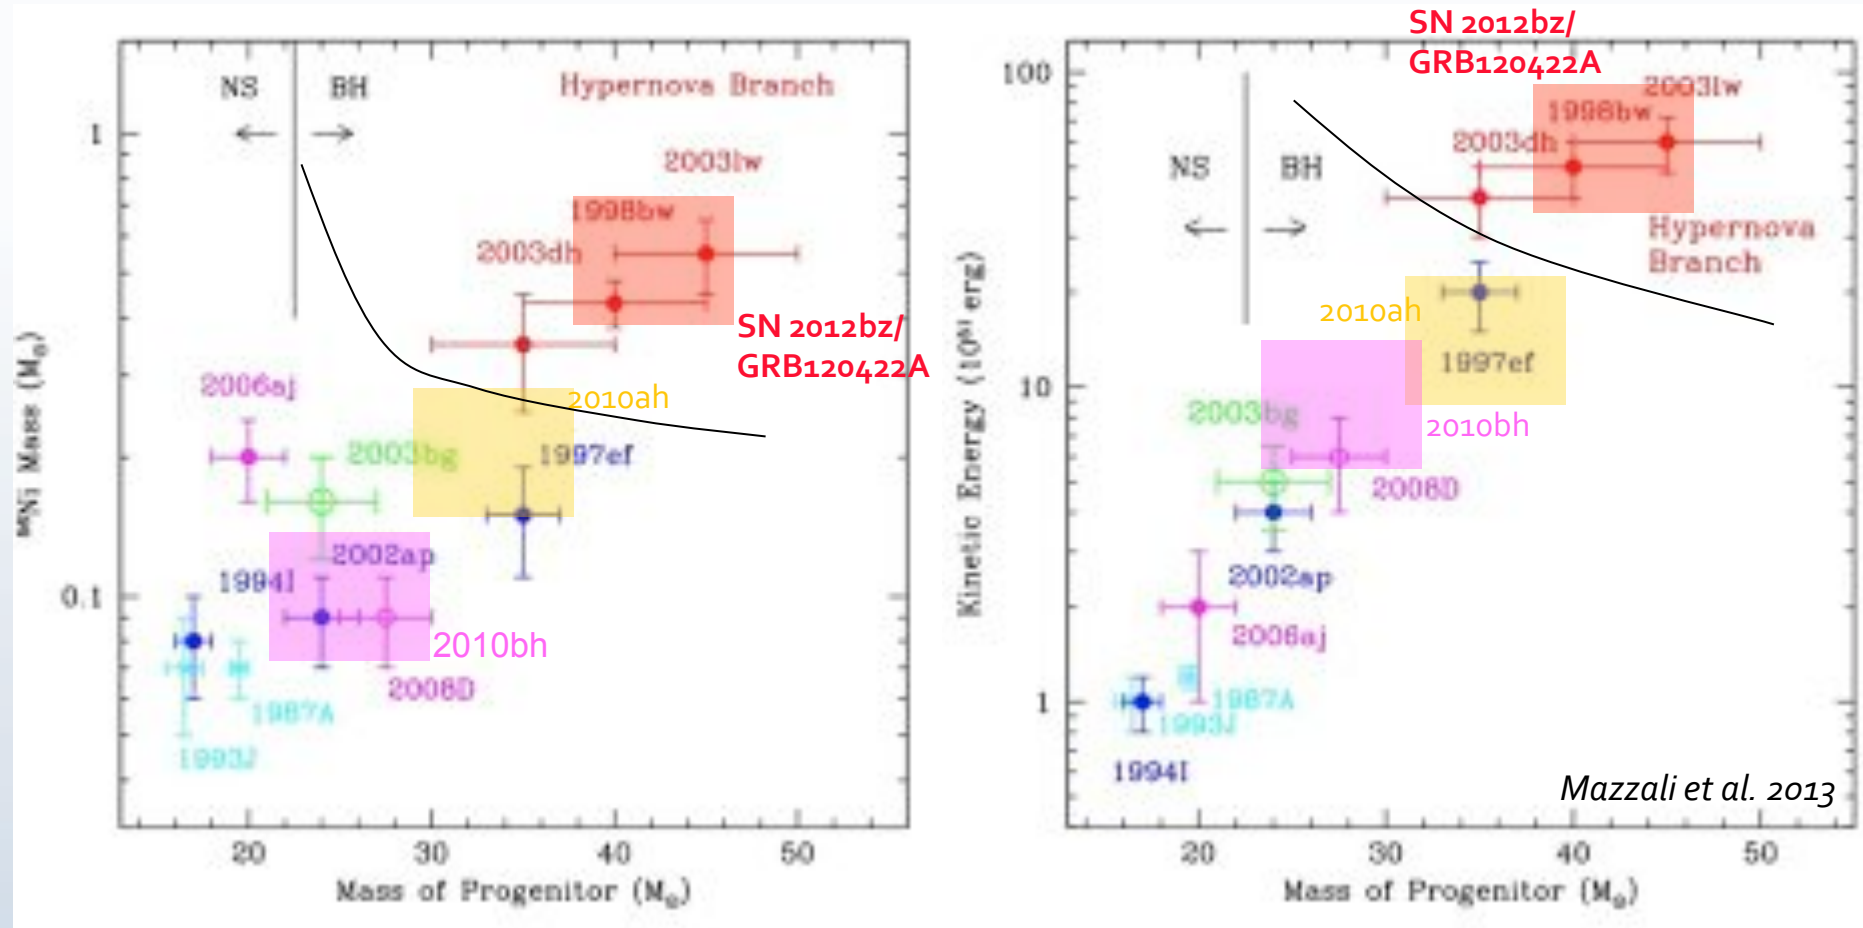 NS
BH
Hypernova Branch
1
2003lw
1998bw
2003dh
SN 2012bz/
GRB120422A
2006aj
2010ah
2003bg
1997ef
2002ap
1994I
0.1
2010bh
2008D
1987A
1993J
⁵⁶Ni Mass (M⊙)
20
30
40
50
Mass of Progenitor (M⊙)
SN 2012bz/
GRB120422A
100
2003lw
1998bw
2003dh
NS
BH
Hypernova
Branch
2010ah
1997ef
10
2003bg
2010bh
2008D
2002ap
2006aj
1
1987A
1993J
1994I
Kinetic Energy (10⁵¹ erg)
Mazzali et al. 2013
20
30
40
50
Mass of Progenitor (M⊙)